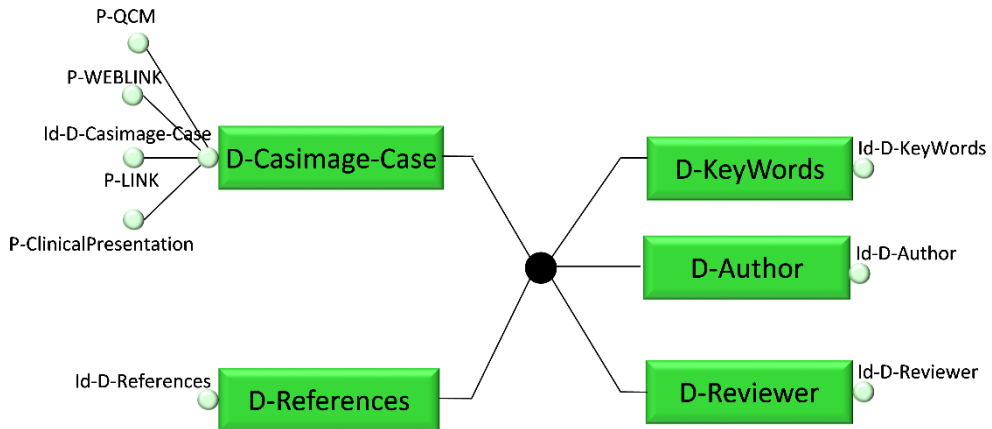 P-QCM
P-WEBLINK
Id-D-Casimage-Case
P-LINK
P-ClinicalPresentation
D-Casimage-Case
Id-D-References
D-References
D-KeyWords
Id-D-KeyWords
D-Author
Id-D-Author
D-Reviewer
Id-D-Reviewer